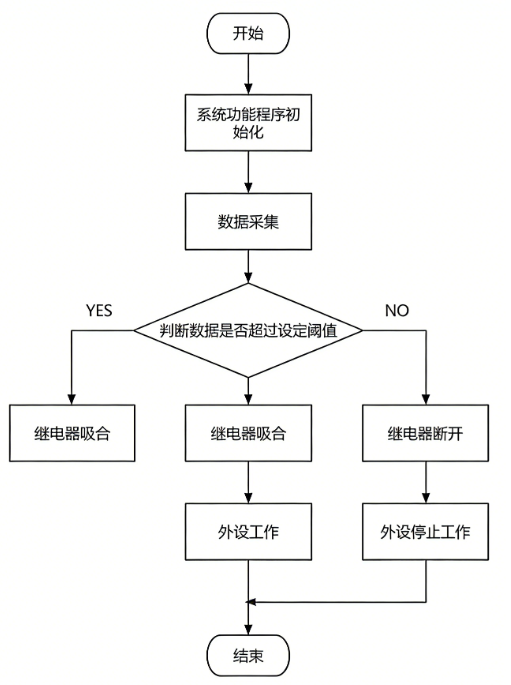 开始
系统功能程序初
始化
数据采集
YES
NO
判断数据是否超过设定阈值
继电器吸合
继电器吸合
继电器断开
外设工作
外设停止工作
结束